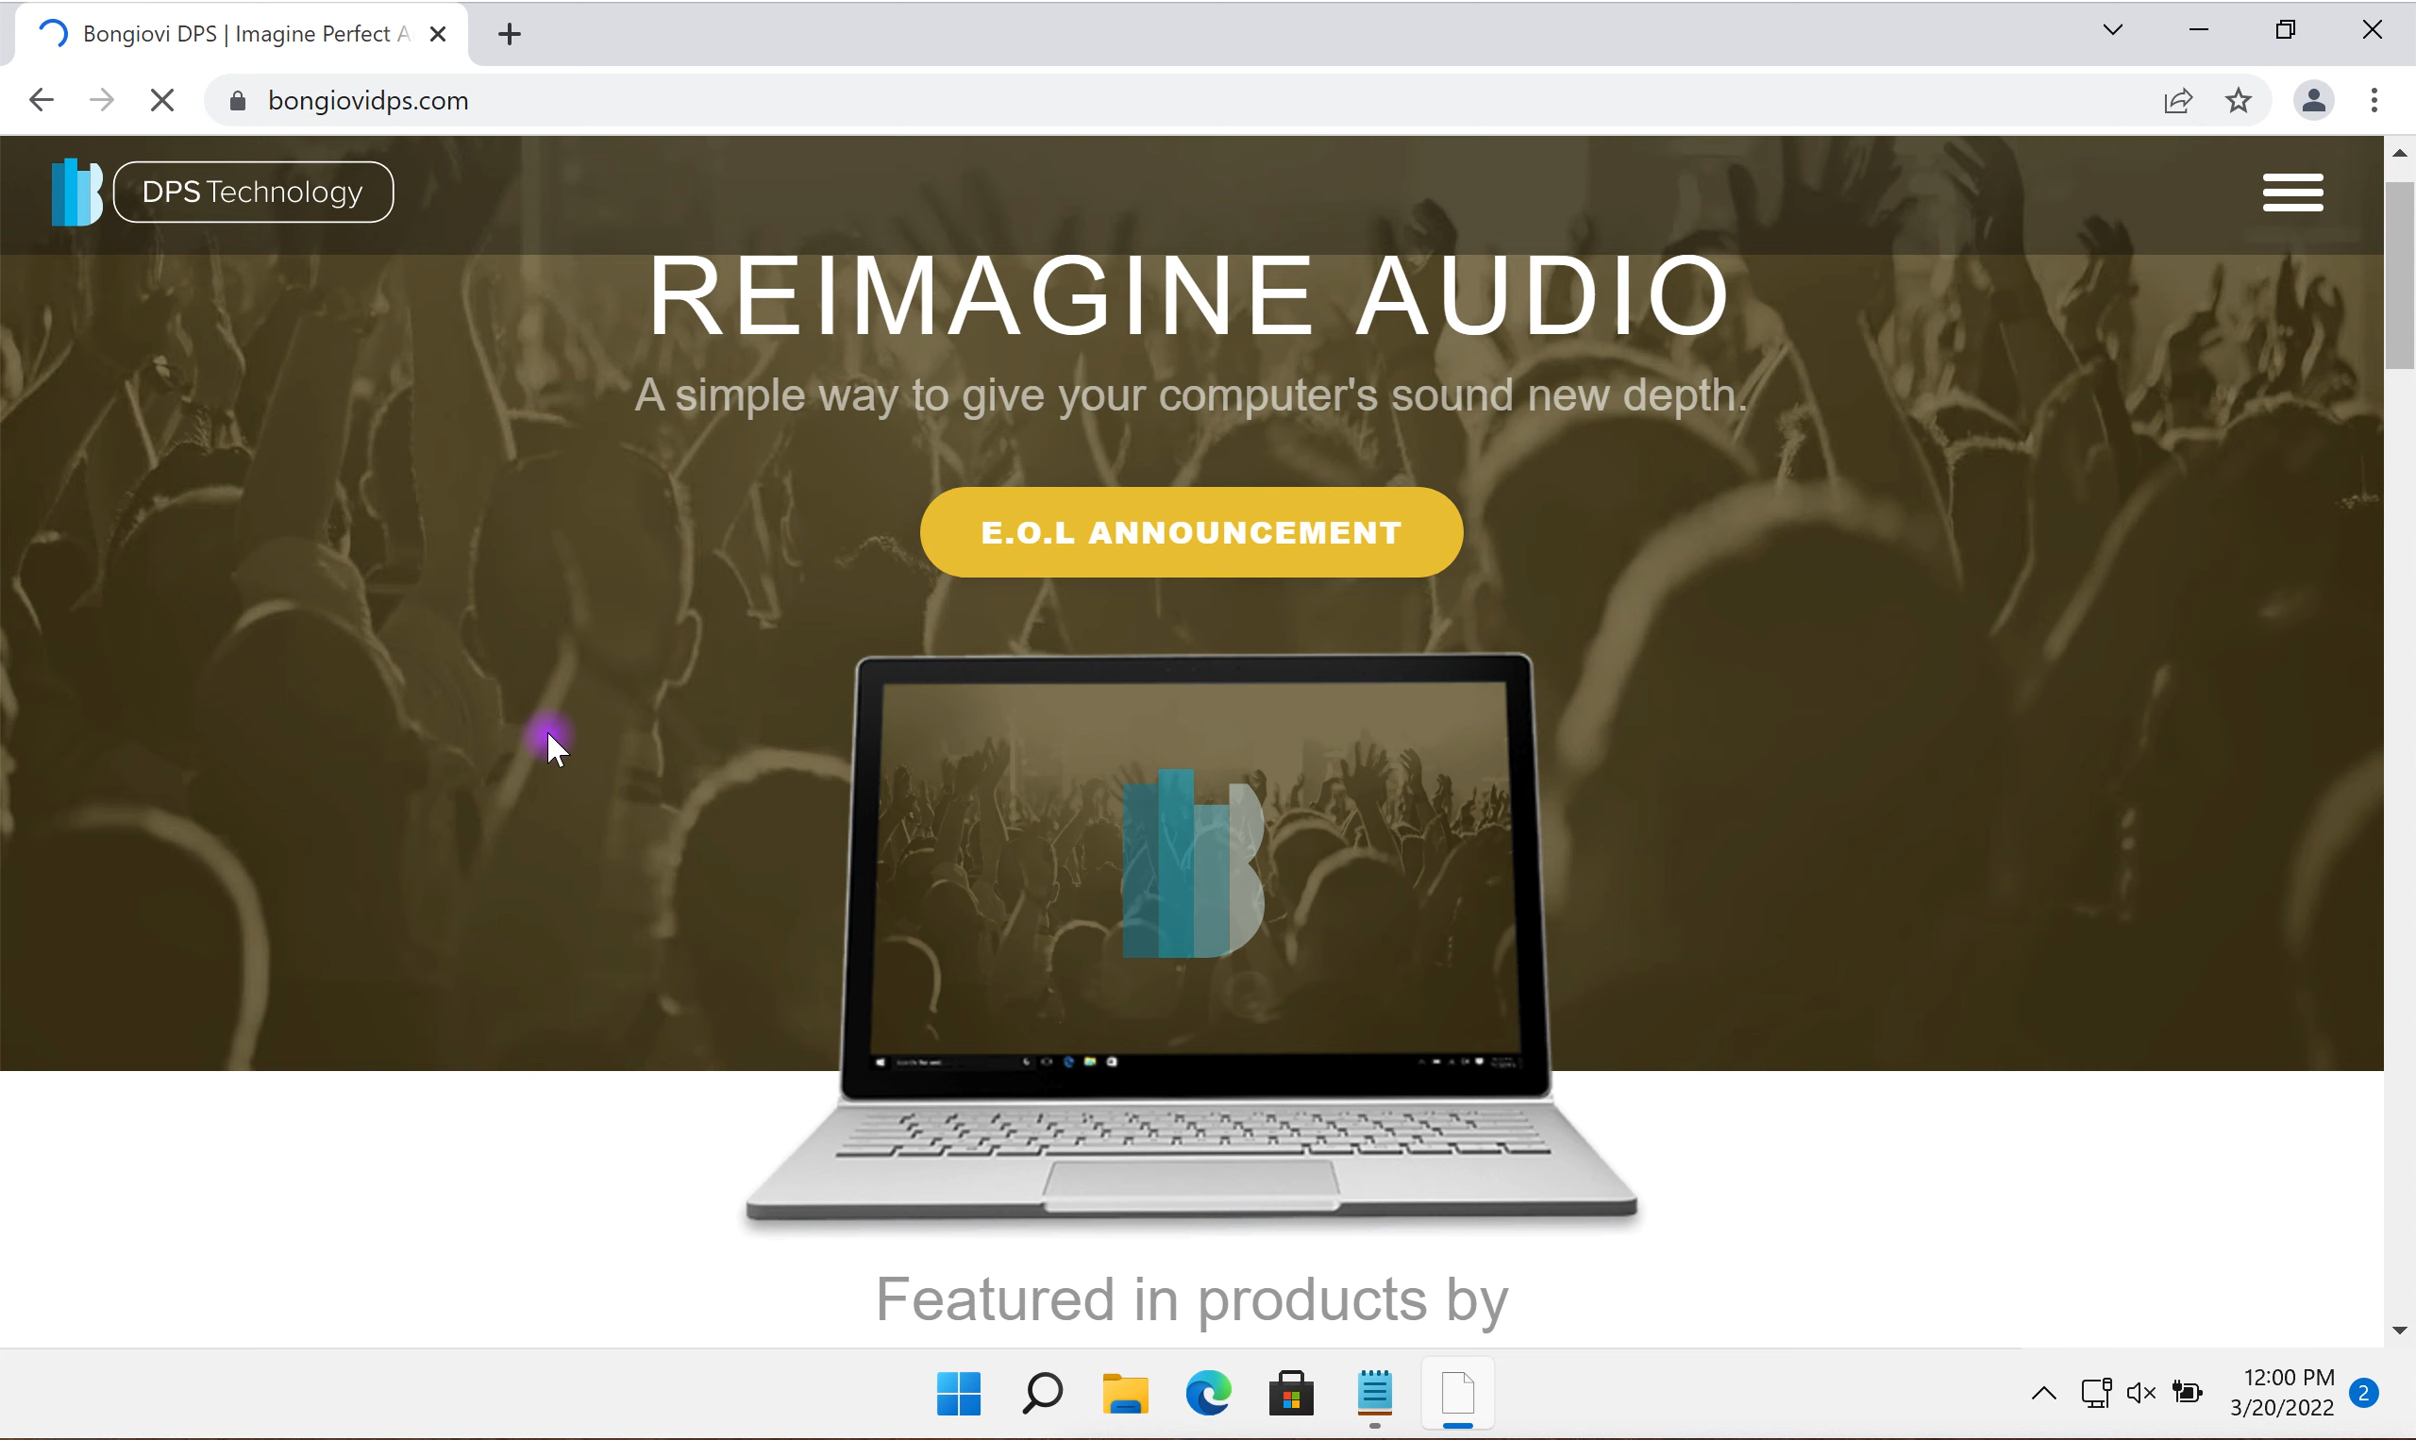 Bongiovi DPS | Imagine Perfect A
bongiovidps.com
DPS Technology
REIMAGINE AUDIO
A simple way to give your computer's sound new depth.
E.O.L ANNOUNCEMENT
B
Featured in products by
12:00 PM
3/20/2022
2